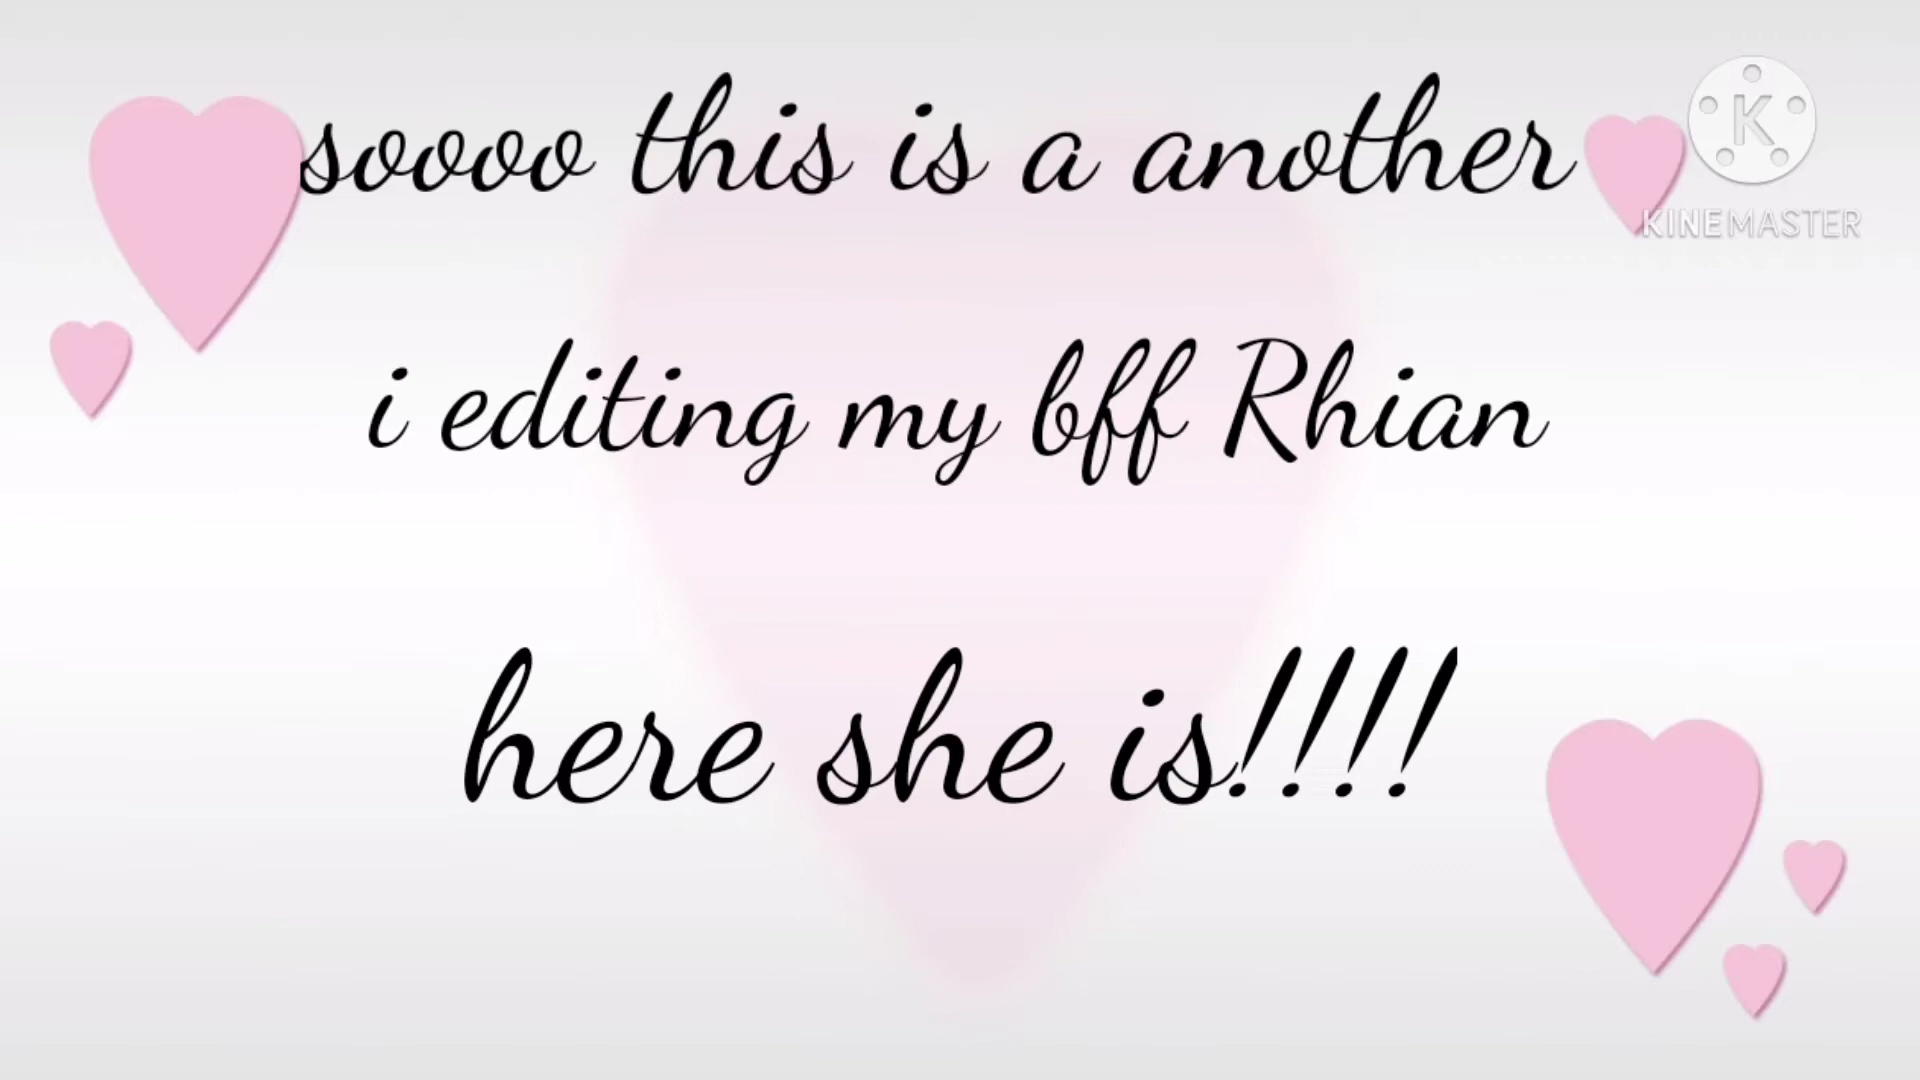 soooo this is a another
K
KINEMASTER
i editing my bff Rhian
here she is!!!!